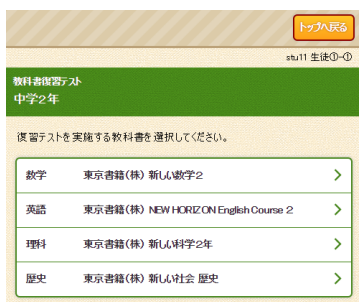 トップへ戻る
stu11 生徒①-①
教科書復習テスト
中学2年
復習テストを実施する教科書を選択してください。
数学 東京書籍(株) 新しい数学2
英語 東京書籍(株) NEW HORIZON English Course 2
理科 東京書籍(株) 新しい科学2年
歴史 東京書籍(株) 新しい社会 歴史